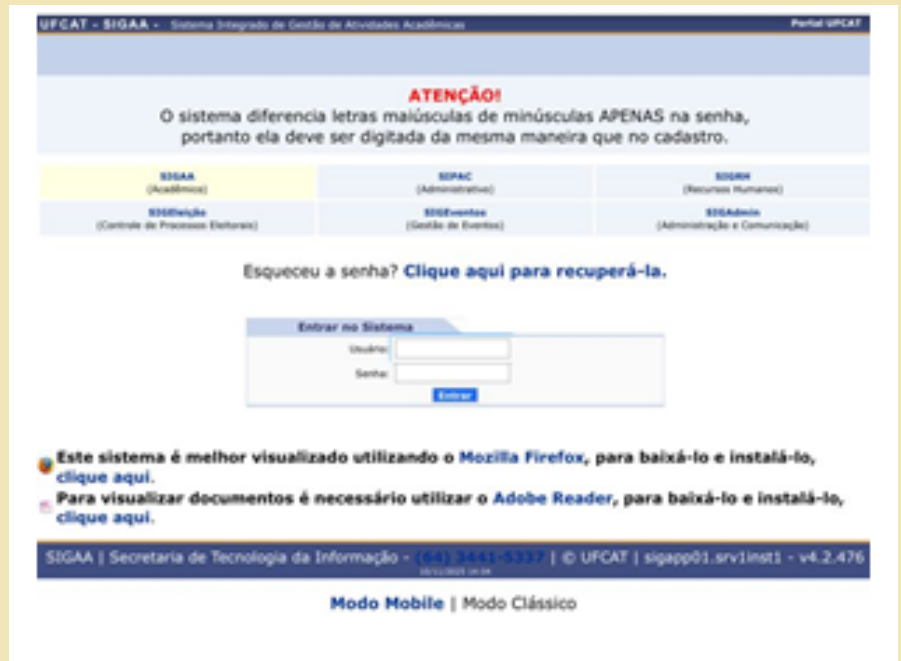 UFCAT - SIGAA - Sistema Integrado de Gestão de Atividades Acadêmicas Portal UFCAT
ATENÇÃO!
O sistema diferencia letras maiúsculas de minúsculas APENAS na senha,
portanto ela deve ser digitada da mesma maneira que no cadastro.
SIGAA SIPAC SIGRH
(Acadêmico) (Administrativo) (Recursos Humanos)
SIGEleição SIGEventos SIGAdmin
(Controle de Processos Eleitorais) (Gestão de Eventos) (Administração e Comunicação)
Esqueceu a senha? Clique aqui para recuperá-la.
Entrar no Sistema
Usuário:
Senha:
Entrar
Este sistema é melhor visualizado utilizando o Mozilla Firefox, para baixá-lo e instalá-lo,
clique aqui.
Para visualizar documentos é necessário utilizar o Adobe Reader, para baixá-lo e instalá-lo,
clique aqui.
SIGAA | Secretaria de Tecnologia da Informação - (64) 3441-5337 | © UFCAT | sigapp01.srv1inst1 - v4.2.476
Modo Mobile | Modo Clássico